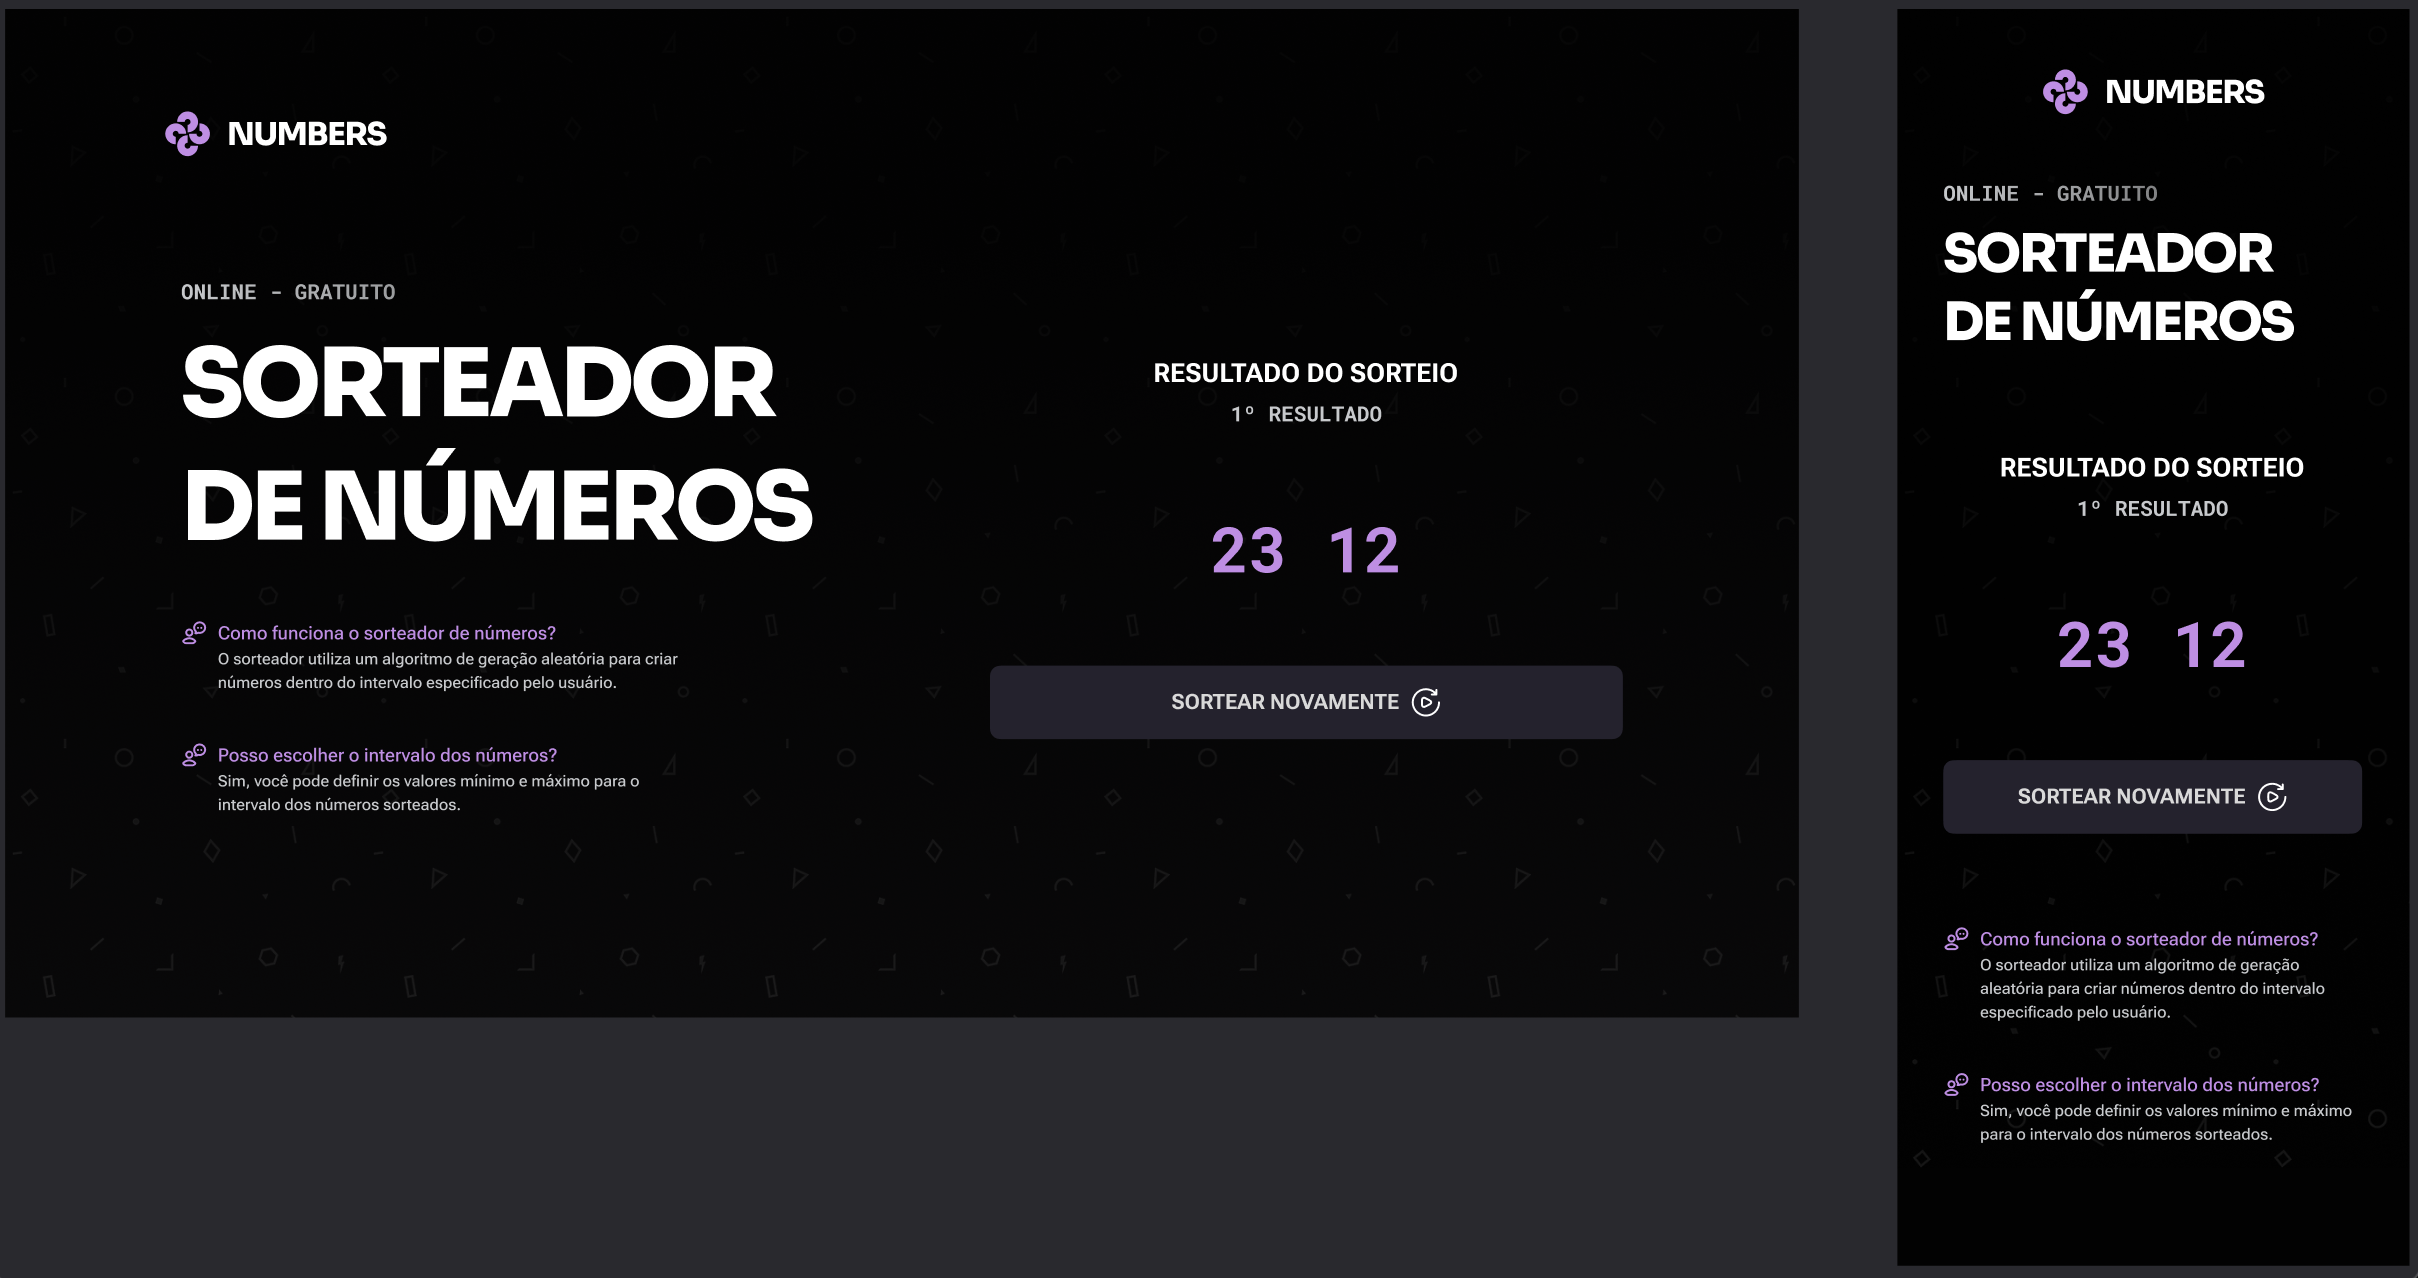 NUMBERS
ONLINE - GRATUITO
SORTEADOR
DE NÚMEROS
Como funciona o sorteador de números?
O sorteador utiliza um algoritmo de geração aleatória para criar
números dentro do intervalo especificado pelo usuário.
Posso escolher o intervalo dos números?
Sim, você pode definir os valores mínimo e máximo para o
intervalo dos números sorteados.
RESULTADO DO SORTEIO
1º RESULTADO
23 12
SORTEAR NOVAMENTE
NUMBERS
ONLINE - GRATUITO
SORTEADOR
DE NÚMEROS
RESULTADO DO SORTEIO
1º RESULTADO
23 12
SORTEAR NOVAMENTE
Como funciona o sorteador de números?
O sorteador utiliza um algoritmo de geração
aleatória para criar números dentro do intervalo
especificado pelo usuário.
Posso escolher o intervalo dos números?
Sim, você pode definir os valores mínimo e máximo
para o intervalo dos números sorteados.